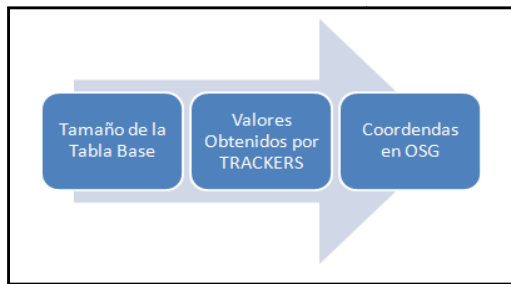 Tamaño de la
Tabla Base
Valores
Obtenidos por
TRACKERS
Coordendas
en OSG